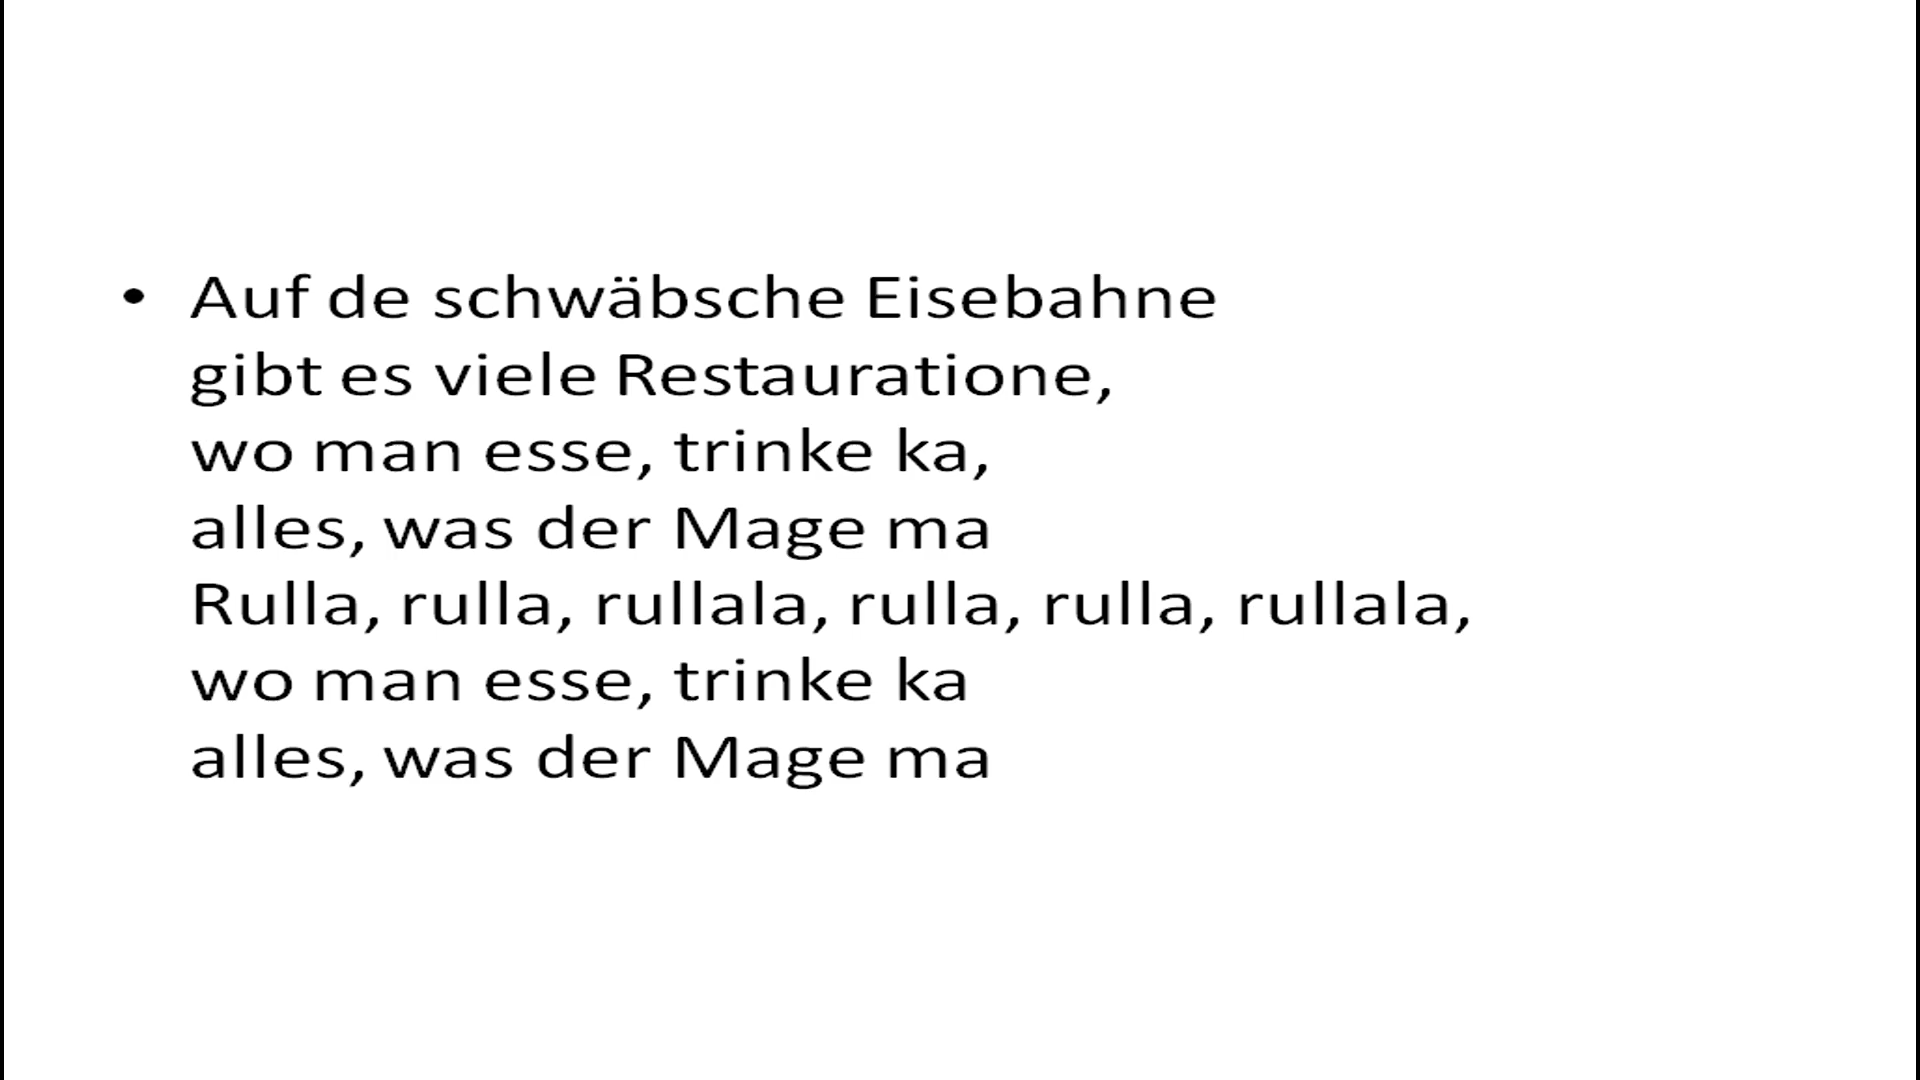 • Auf de schwäbsche Eisebahne
gibt es viele Restauratione,
wo man esse, trinke ka,
alles, was der Mage ma
Rulla, rulla, rullala, rulla, rulla, rullala,
wo man esse, trinke ka
alles, was der Mage ma